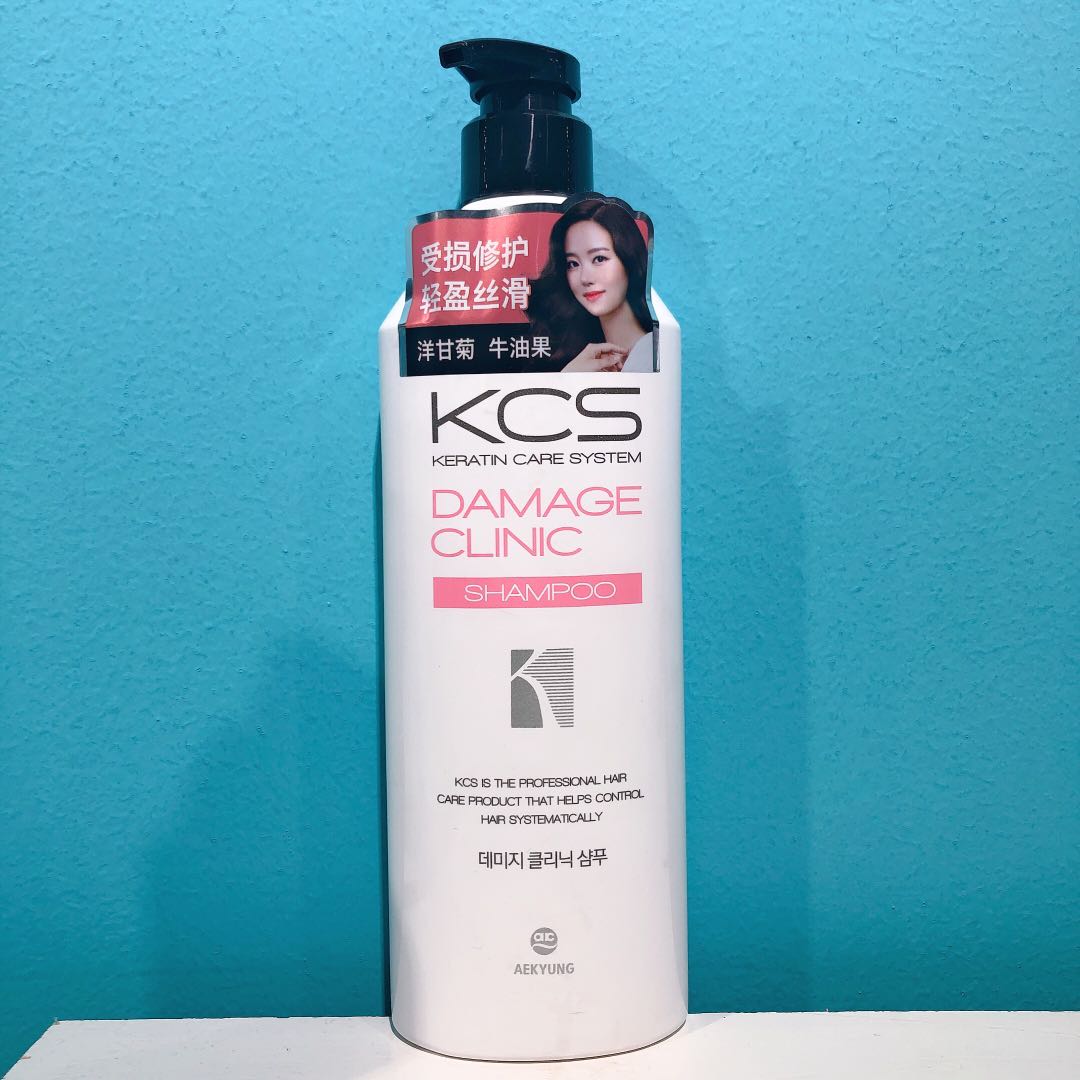 受损修护
轻盈丝滑
洋甘菊 牛油果
KCS
KERATIN CARE SYSTEM
DAMAGE
CLINIC
SHAMPOO
KCS IS THE PROFESSIONAL HAIR
CARE PRODUCT THAT HELPS CONTROL
HAIR SYSTEMATICALLY
데미지 클리닉 샴푸
ac
AEKYUNG